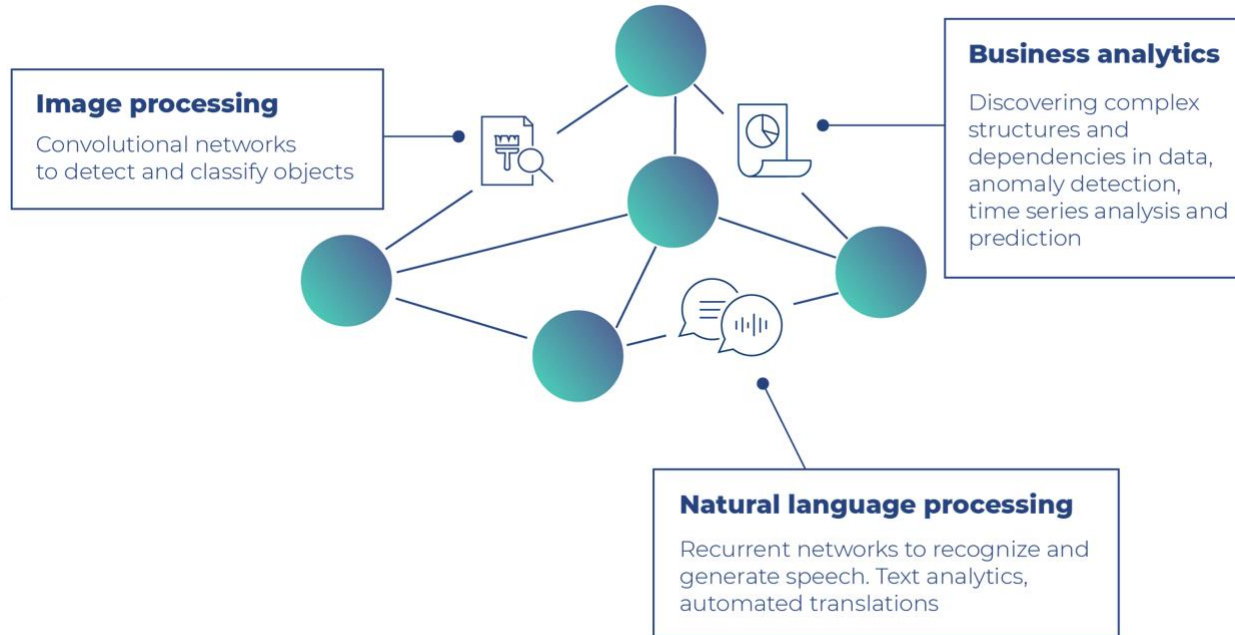 Image processing
Convolutional networks
to detect and classify objects
Business analytics
Discovering complex
structures and
dependencies in data,
anomaly detection,
time series analysis and
prediction
Natural language processing
Recurrent networks to recognize and
generate speech. Text analytics,
automated translations